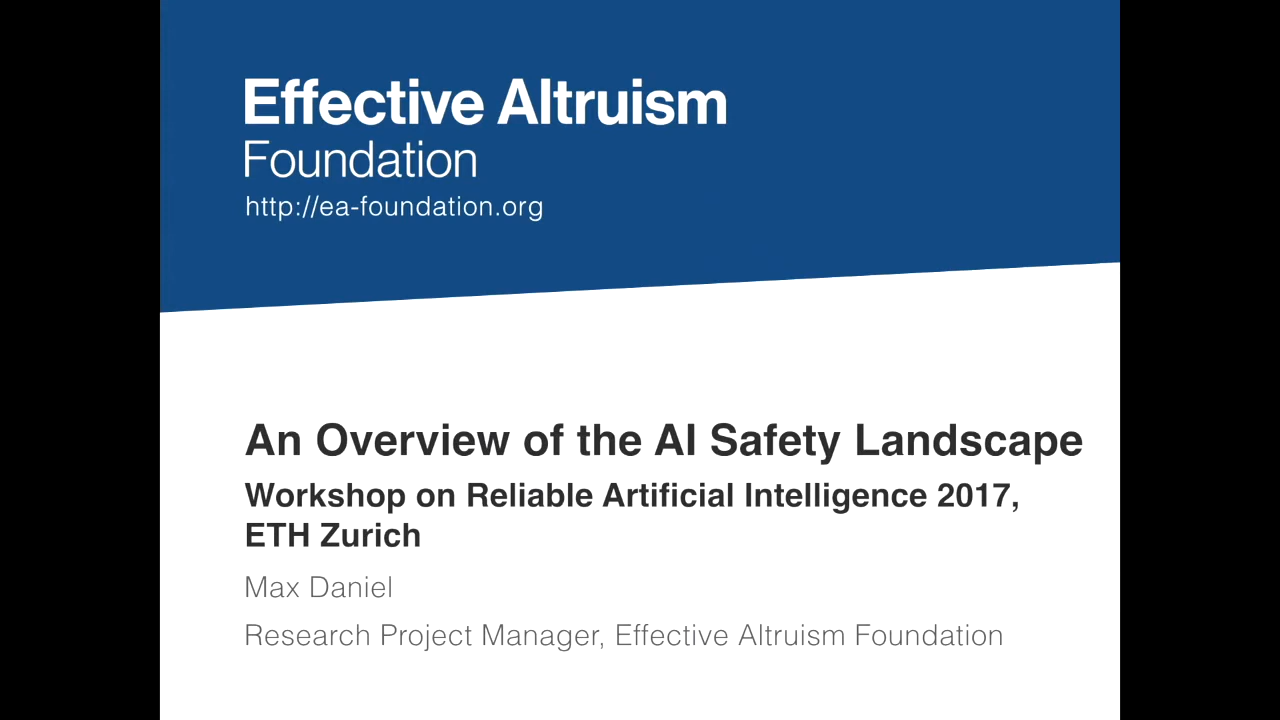 Effective Altruism
Foundation
http://ea-foundation.org
An Overview of the AI Safety Landscape
Workshop on Reliable Artificial Intelligence 2017,
ETH Zurich
Max Daniel
Research Project Manager, Effective Altruism Foundation